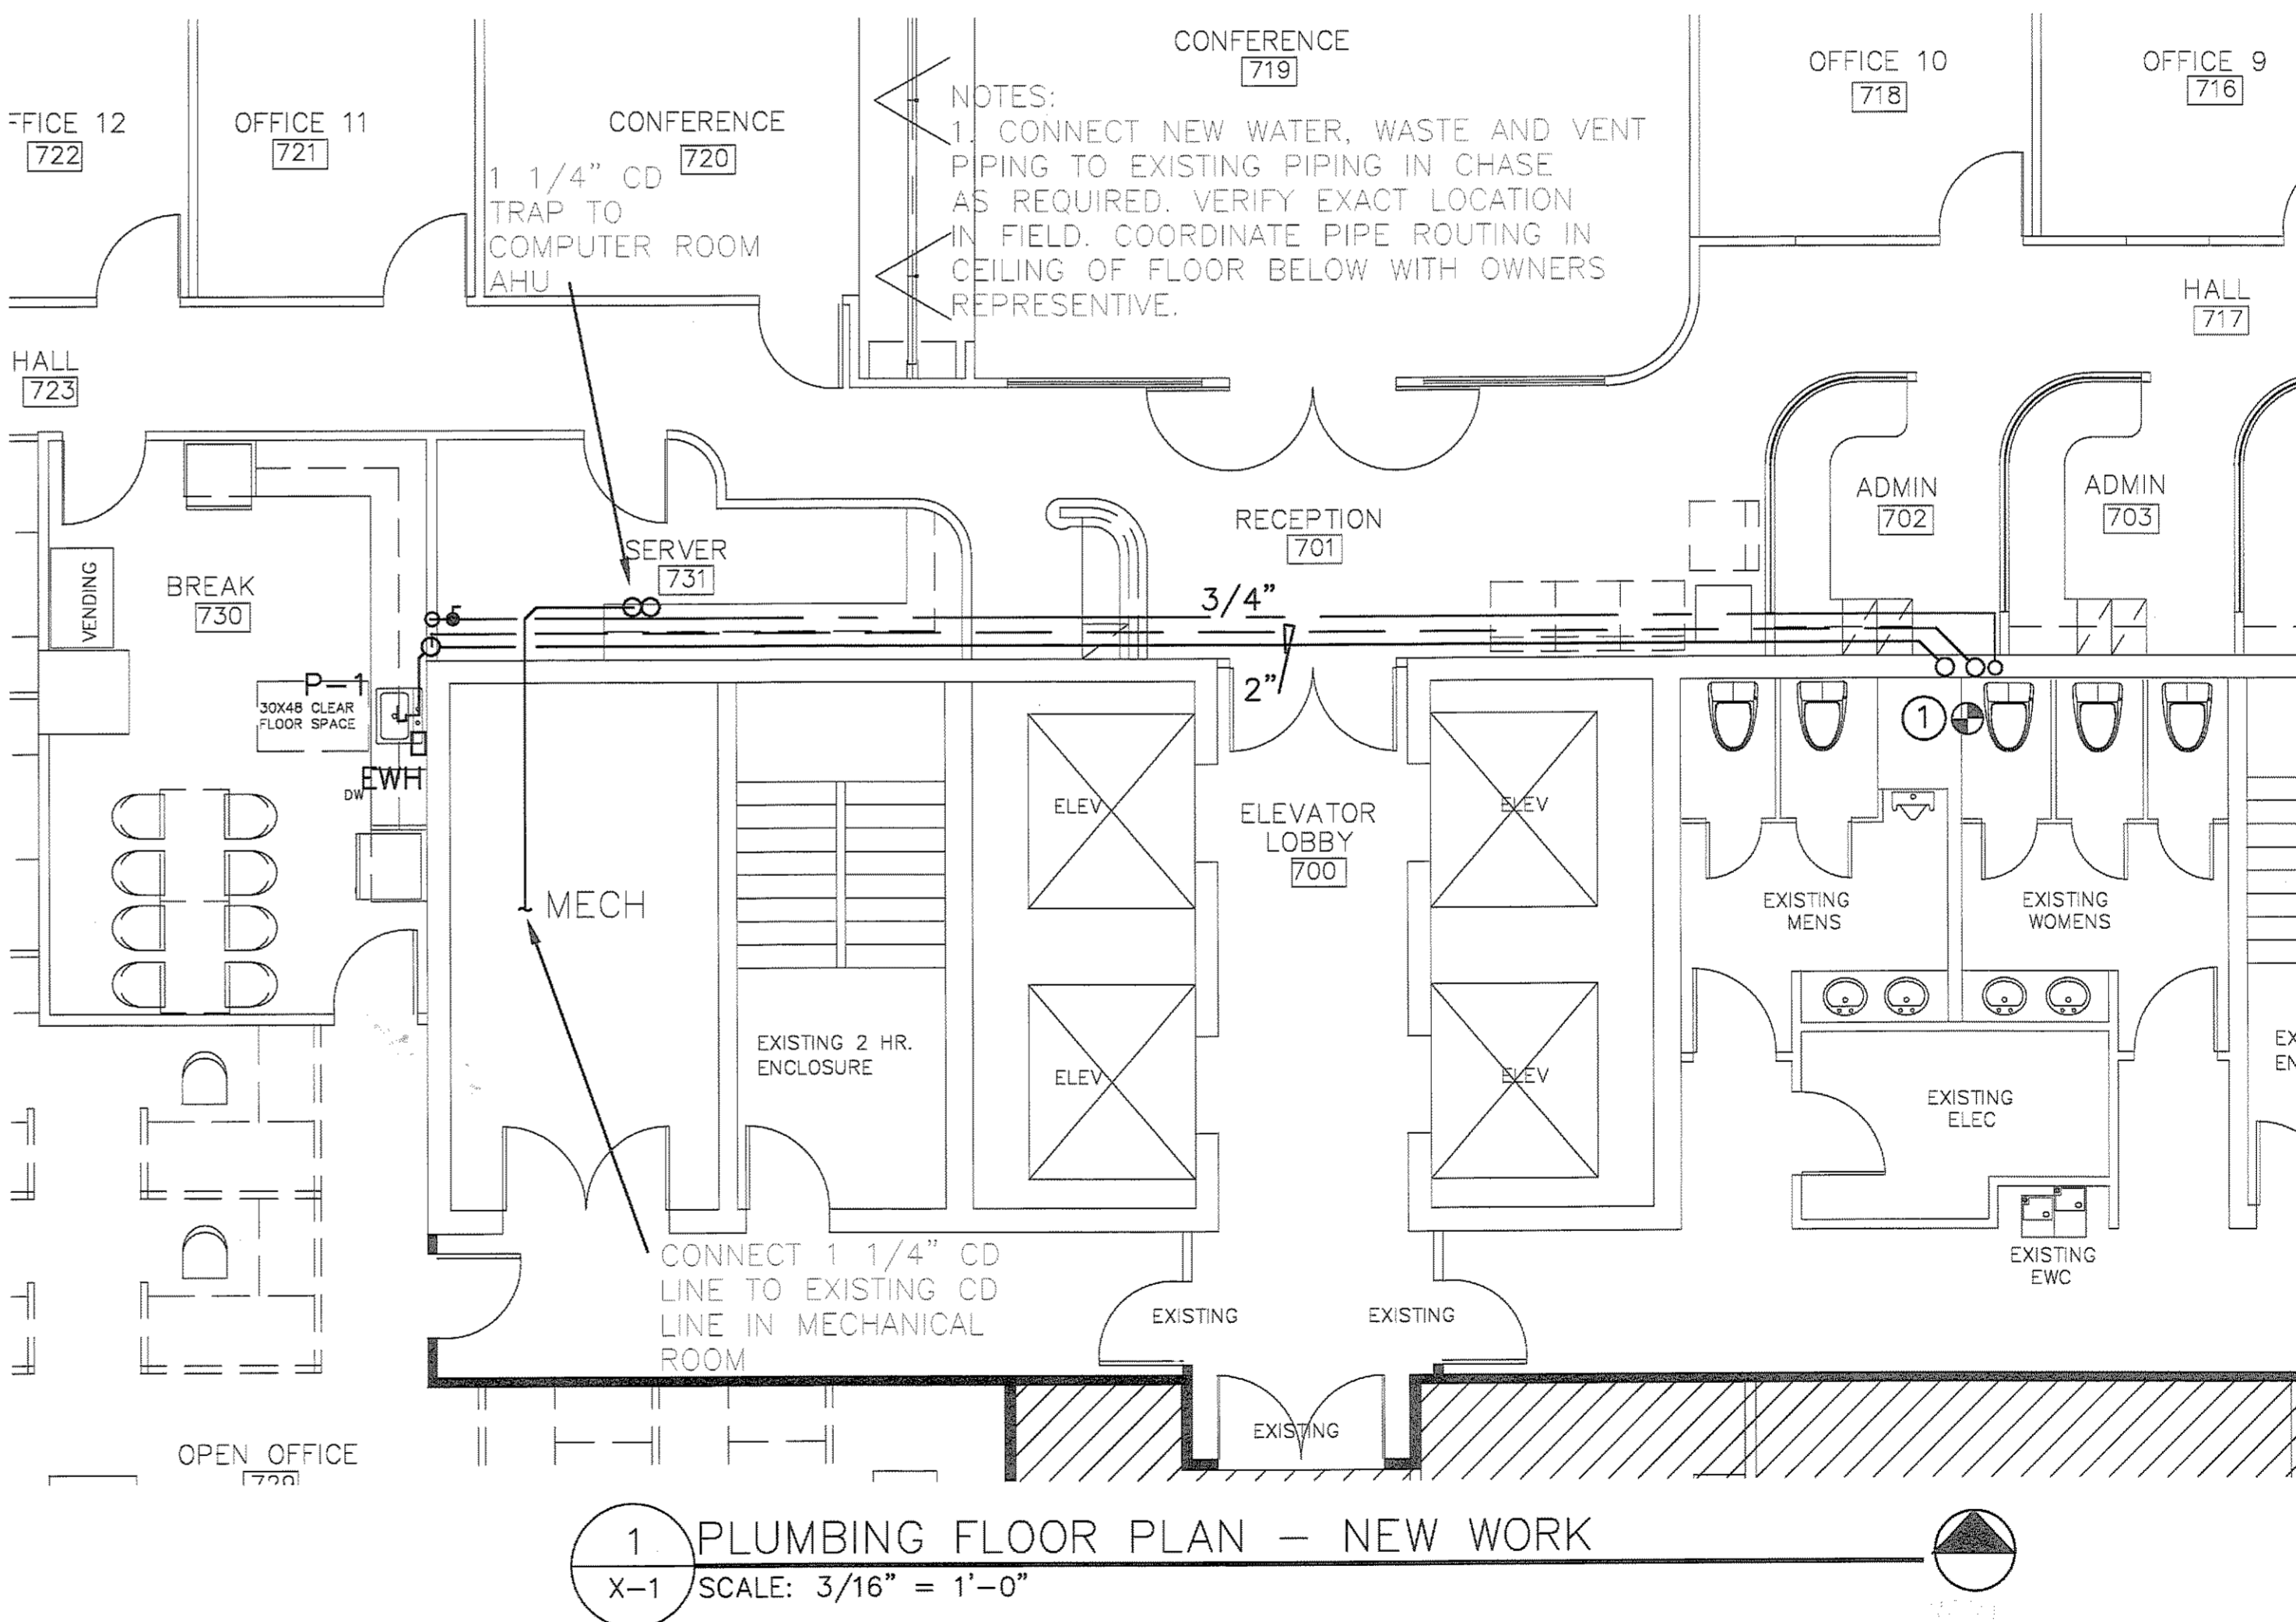 CONFERENCE
719
OFFICE 10
718
OFFICE 9
716
FFICE 12
722
OFFICE 11
721
CONFERENCE
720
NOTES:
1. CONNECT NEW WATER, WASTE AND VENT
PIPING TO EXISTING PIPING IN CHASE
AS REQUIRED. VERIFY EXACT LOCATION
IN FIELD. COORDINATE PIPE ROUTING IN
CEILING OF FLOOR BELOW WITH OWNERS
REPRESENTIVE.
1 1/4" CD
TRAP TO
COMPUTER ROOM
AHU
HALL
717
HALL
723
ADMIN
702
ADMIN
703
RECEPTION
701
SERVER
731
BREAK
730
VENDING
3/4"
2"
P-1
30X48 CLEAR
FLOOR SPACE
EWH
DW
1
ELEV
ELEVATOR
LOBBY
700
ELEV
MECH
EXISTING
MENS
EXISTING
WOMENS
EXISTING 2 HR.
ENCLOSURE
ELEV
ELEV
EXISTING
ELEC
EX
EN
CONNECT 1 1/4" CD
LINE TO EXISTING CD
LINE IN MECHANICAL
ROOM
EXISTING
EWC
EXISTING
EXISTING
EXISTING
OPEN OFFICE
729
1
X-1
PLUMBING FLOOR PLAN - NEW WORK
SCALE: 3/16" = 1'-0"